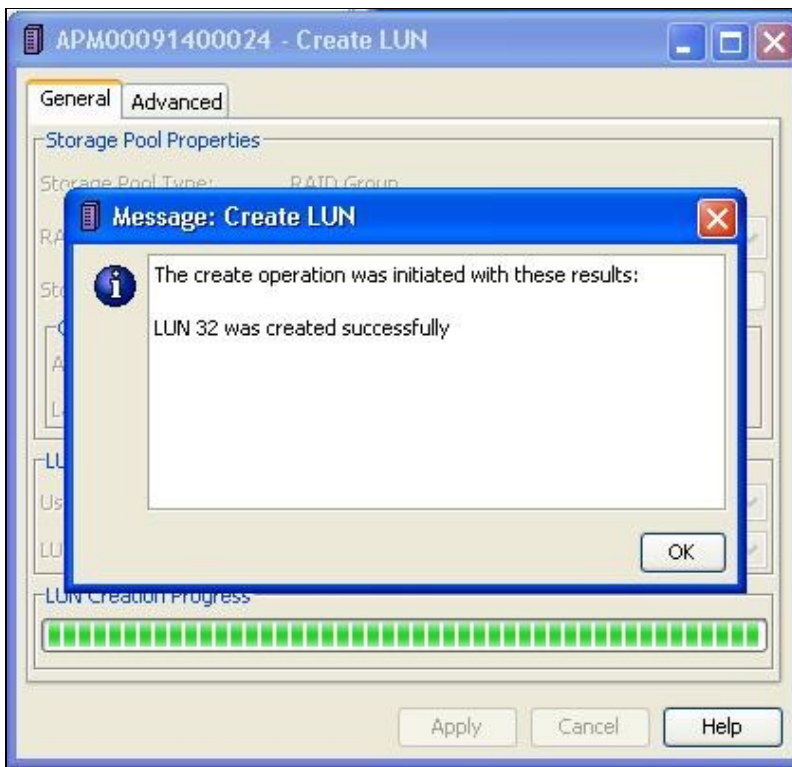 APM00091400024 - Create LUN
General
Advanced
Storage Pool Properties
Storage Pool Type: RAID Group
Message: Create LUN
The create operation was initiated with these results:
LUN 32 was created successfully
OK
LUN Creation Progress
Apply
Cancel
Help